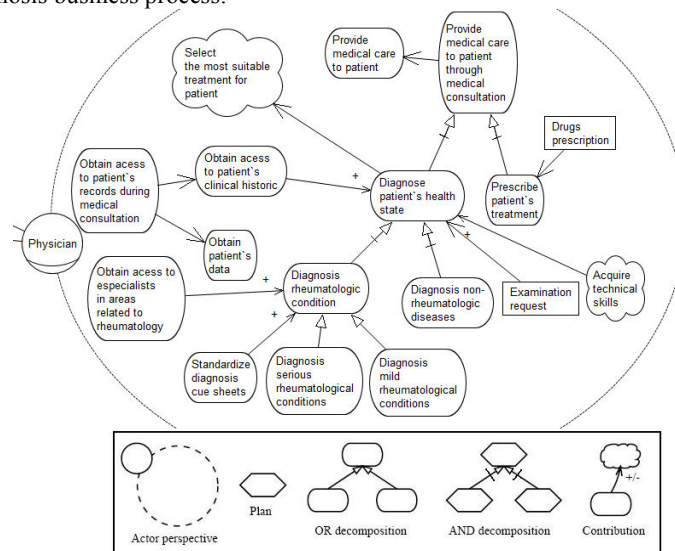 nosis business process.
Select
the most suitable
treatment for
patient
Provide
medical care
to patient
Provide
medical care
to patient
through
medical
consultation
Drugs
prescription
Obtain acess
to patient`s
records during
medical
consultation
Obtain acess
to patient`s
clinical historic
+
Diagnose
patient`s health
state
Prescribe
patient`s
treatment
Physician
Obtain
patient`s
data
+
Obtain acess to
especialists
in areas
related to
rheumatology
+
Diagnosis
rheumatologic
condition
Diagnosis non-
rheumatologic
diseases
Examination
request
Acquire
technical
skills
+
Standardize
diagnosis
cue sheets
Diagnosis
serious
rheumatological
conditions
Diagnosis
mild
rheumatological
conditions
+/-
Actor perspective
Plan
OR decomposition
AND decomposition
Contribution